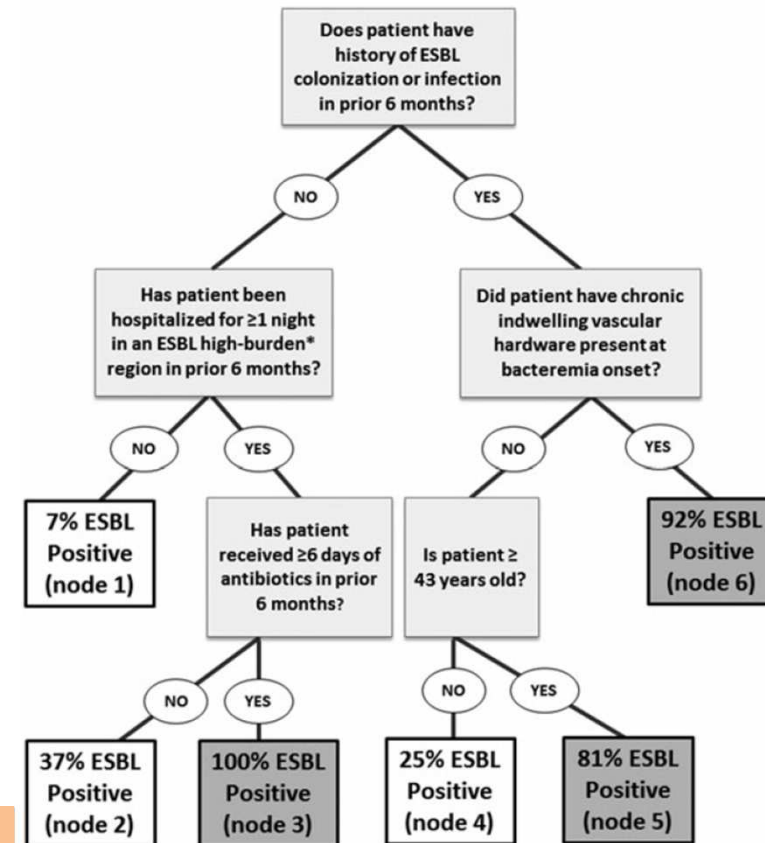 Does patient have
history of ESBL
colonization or infection
in prior 6 months?
NO
YES
Has patient been
hospitalized for ≥1 night
in an ESBL high-burden*
region in prior 6 months?
Did patient have chronic
indwelling vascular
hardware present at
bacteremia onset?
NO
YES
NO
YES
7% ESBL
Positive
(node 1)
Has patient
received ≥6 days of
antibiotics in prior
6 months?
Is patient ≥
43 years old?
92% ESBL
Positive
(node 6)
NO
YES
NO
YES
37% ESBL
Positive
(node 2)
100% ESBL
Positive
(node 3)
25% ESBL
Positive
(node 4)
81% ESBL
Positive
(node 5)